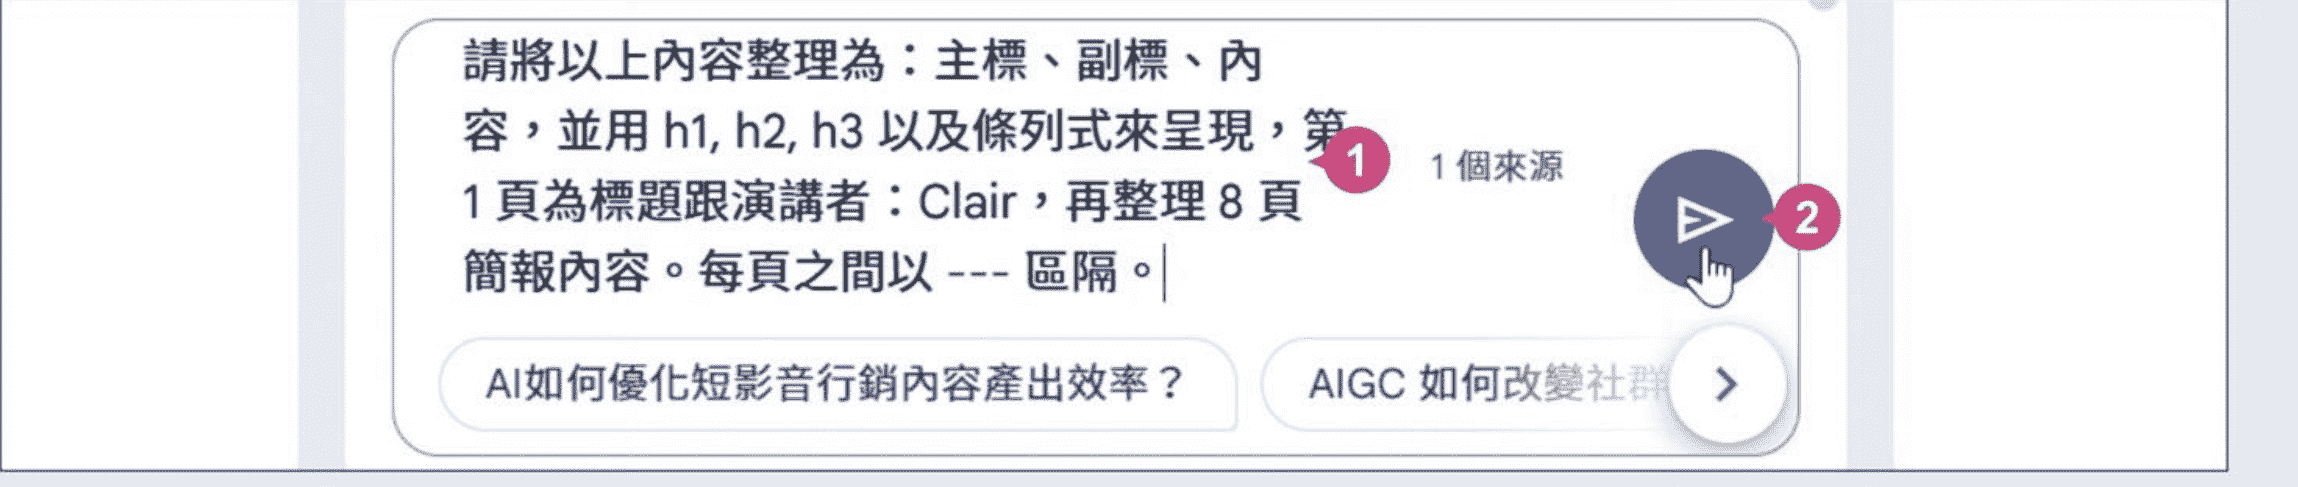 請將以上內容整理為：主標、副標、內
容，並用 h1, h2, h3 以及條列式來呈現，第
1 頁為標題跟演講者：Clair，再整理 8 頁
簡報內容。每頁之間以 --- 區隔。
1
1 個來源
2
AI如何優化短影音行銷內容產出效率？
AIGC 如何改變社群